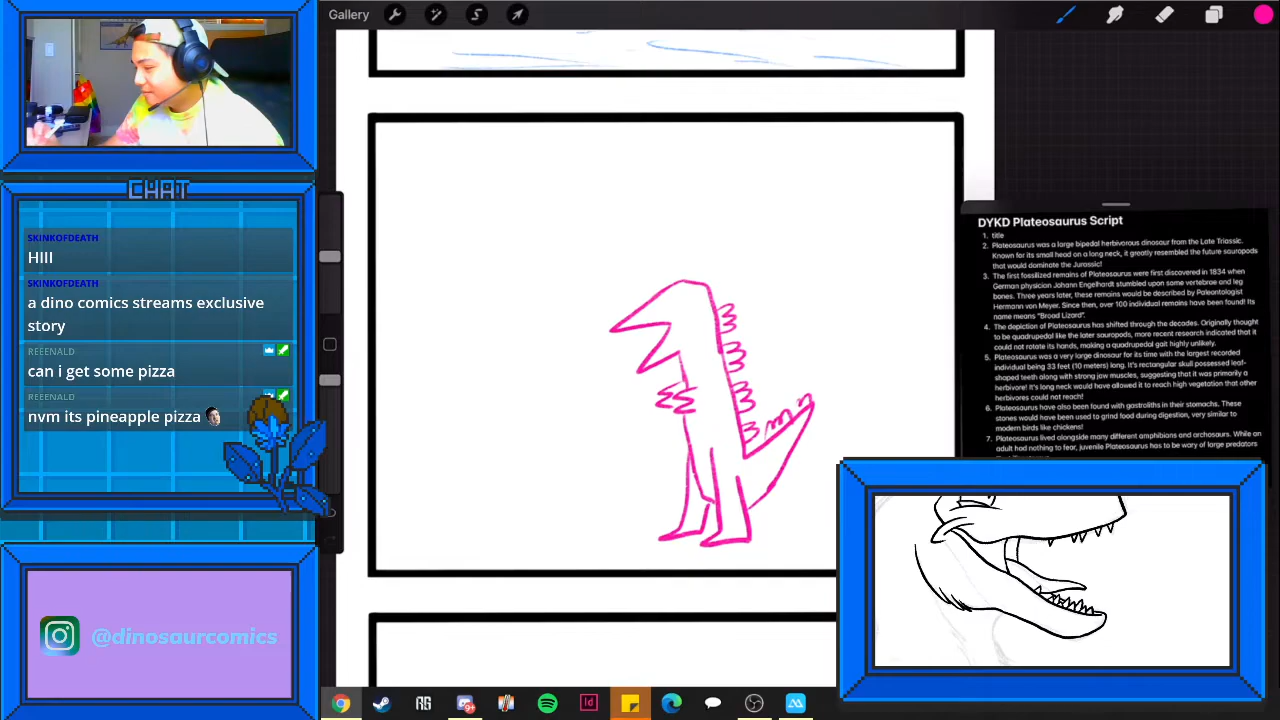 Gallery
CHAT
SKINKOFDEATH
HIII
SKINKOFDEATH
a dino comics streams exclusive
story
REEENALD
can i get some pizza
REEENALD
nvm its pineapple pizza
@dinosaurcomics
DYKD Plateosaurus Script
1. title
2. Plateosaurus was a large bipedal herbivorous dinosaur from the Late Triassic.
Known for its small head on a long neck, it greatly resembled the future sauropods
that would dominate the Jurassic!
3. The first fossilized remains of Plateosaurus were first discovered in 1834 when
German physician Johann Engelhardt stumbled upon some vertebrae and leg
bones. Three years later, these remains would be described by Paleontologist
Hermann von Meyer. Since then, over 100 individual remains have been found! Its
name means "Broad Lizard".
4. The depiction of Plateosaurus has shifted through the decades. Originally thought
to be quadrupedal like the later sauropods, more recent research indicated that it
could not rotate its hands, making a quadrupedal gait highly unlikely.
5. Plateosaurus was a very large dinosaur for its time with the largest recorded
individual being 33 feet (10 meters) long. It's rectangular skull possessed leaf-
shaped teeth along with strong jaw muscles, suggesting that it was primarily a
herbivore! It's long neck would have allowed it to reach high vegetation that other
herbivores could not reach!
6. Plateosaurus have also been found with gastroliths in their stomachs. These
stones would have been used to grind food during digestion, very similar to
modern birds like chickens!
7. Plateosaurus lived alongside many different amphibians and archosaurs. While an
adult had nothing to fear, juvenile Plateosaurus has to be wary of large predators
Id